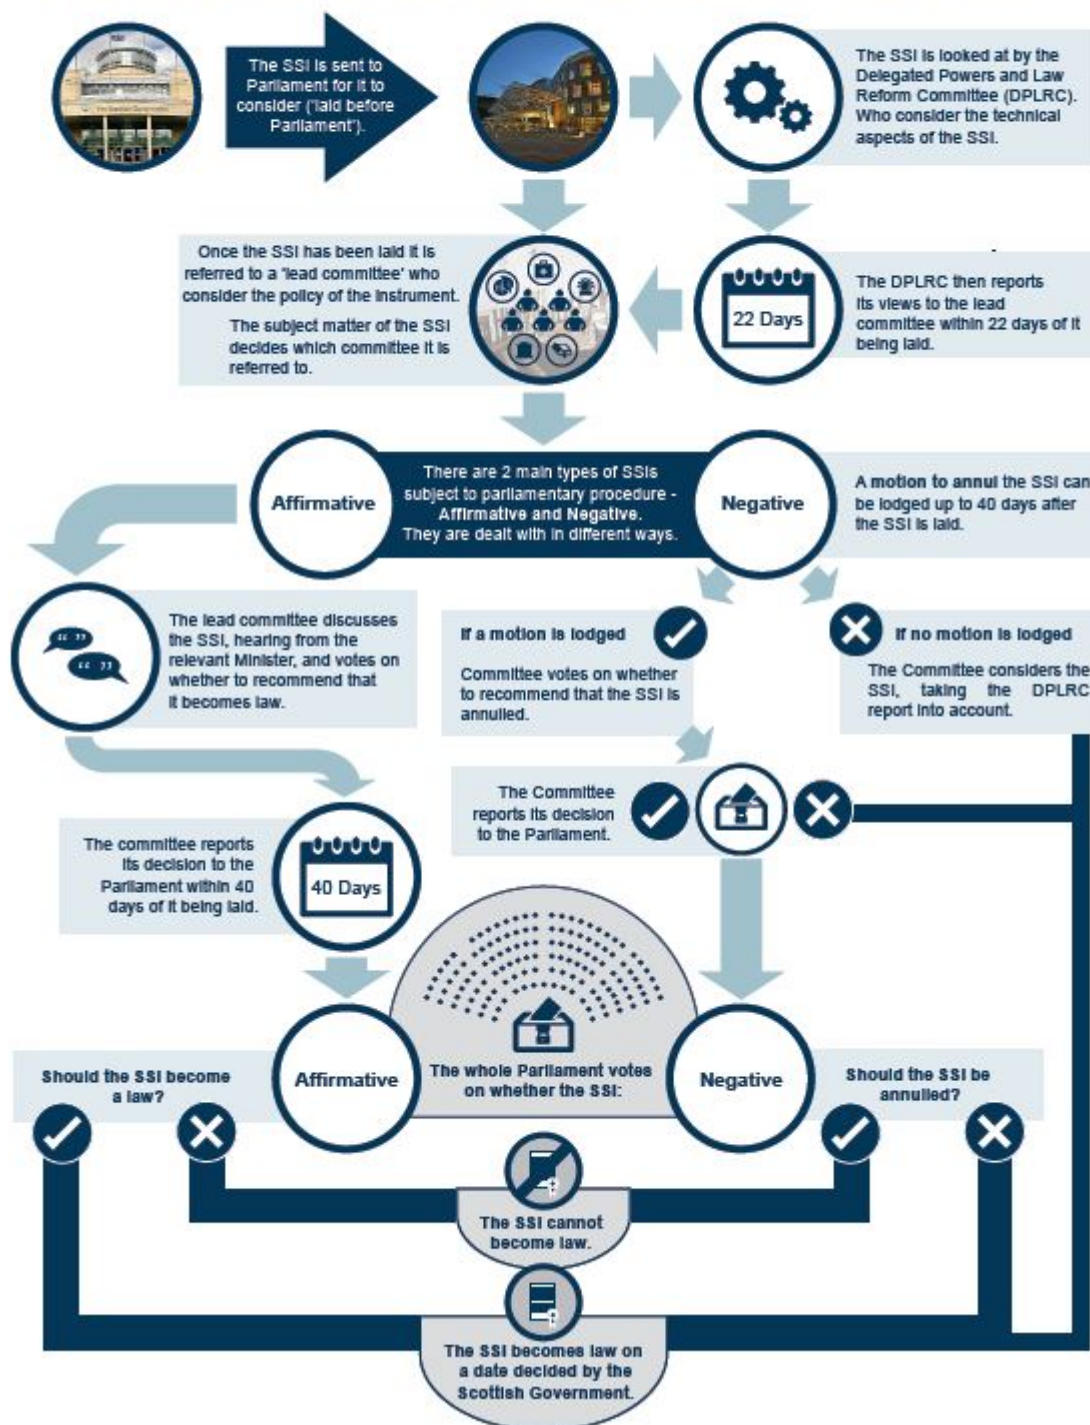 The SSI is sent to
Parliament for it to
consider ('laid before
Parliament').
The SSI is looked at by the
Delegated Powers and Law
Reform Committee (DPLRC).
Who consider the technical
aspects of the SSI.
Once the SSI has been laid it is
referred to a 'lead committee' who
consider the policy of the instrument.
The subject matter of the SSI
decides which committee it is
referred to.
22 Days
The DPLRC then reports
its views to the lead
committee within 22 days of it
being laid.
Affirmative
There are 2 main types of SSIs
subject to parliamentary procedure -
Affirmative and Negative.
They are dealt with in different ways.
Negative
A motion to annul the SSI can
be lodged up to 40 days after
the SSI is laid.
The lead committee discusses
the SSI, hearing from the
relevant Minister, and votes on
whether to recommend that
it becomes law.
If a motion is lodged
Committee votes on whether
to recommend that the SSI is
annulled.
If no motion is lodged
The Committee considers the
SSI, taking the DPLRC
report into account.
The Committee
reports its decision
to the Parliament.
The committee reports
its decision to the
Parliament within 40
days of it being laid.
40 Days
Should the SSI become
a law?
Affirmative
The whole Parliament votes
on whether the SSI:
Negative
Should the SSI be
annulled?
The SSI cannot
become law.
The SSI becomes law on
a date decided by the
Scottish Government.